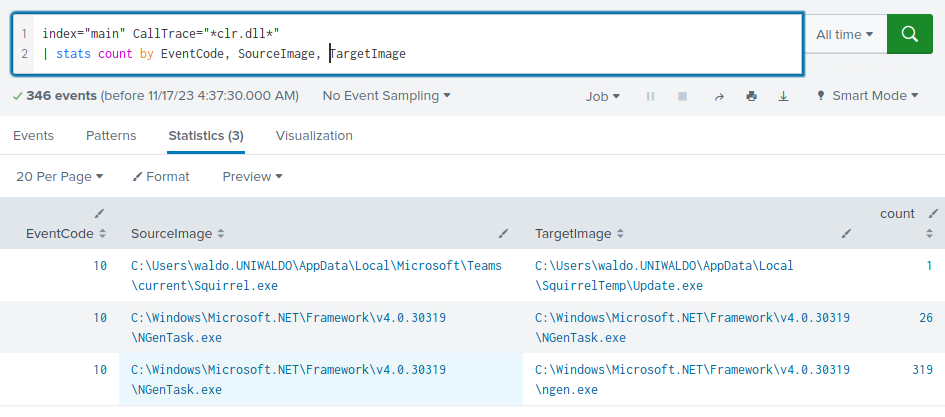 1 index="main" CallTrace="*clr.dll*"
2 | stats count by EventCode, SourceImage, TargetImage
All time
346 events (before 11/17/23 4:37:30.000 AM) No Event Sampling Job Smart Mode
Events Patterns Statistics (3) Visualization
20 Per Page Format Preview
EventCode SourceImage TargetImage count
10 C:\Users\waldo.UNIWALDO\AppData\Local\Microsoft\Teams C:\Users\waldo.UNIWALDO\AppData\Local 1
\current\Squirrel.exe \SquirrelTemp\Update.exe
10 C:\Windows\Microsoft.NET\Framework\v4.0.30319 C:\Windows\Microsoft.NET\Framework\v4.0.30319 26
\NGenTask.exe \NGenTask.exe
10 C:\Windows\Microsoft.NET\Framework\v4.0.30319 C:\Windows\Microsoft.NET\Framework\v4.0.30319 319
\NGenTask.exe \ngen.exe